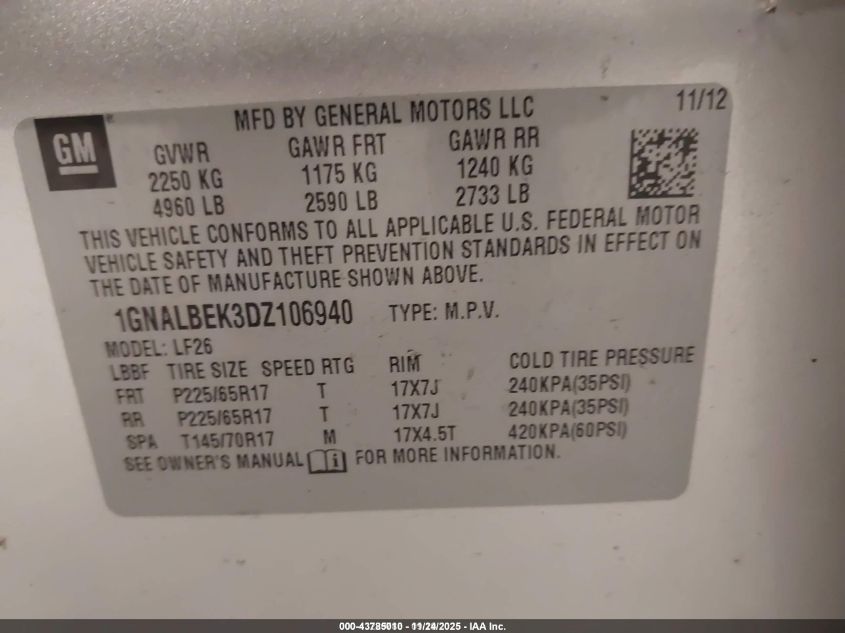 MFD BY GENERAL MOTORS LLC 11/12
GM
GVWR GAWR FRT GAWR RR
2250 KG 1175 KG 1240 KG
4960 LB 2590 LB 2733 LB
THIS VEHICLE CONFORMS TO ALL APPLICABLE U.S. FEDERAL MOTOR
VEHICLE SAFETY AND THEFT PREVENTION STANDARDS IN EFFECT ON
THE DATE OF MANUFACTURE SHOWN ABOVE.
1GNALBEK3DZ106940 TYPE: M.P.V.
MODEL: LF26
LBBF TIRE SIZE SPEED RTG RIM COLD TIRE PRESSURE
FRT P225/65R17 T 17X7J 240KPA(35PSI)
RR P225/65R17 T 17X7J 240KPA(35PSI)
SPA T145/70R17 M 17X4.5T 420KPA(60PSI)
SEE OWNER'S MANUAL i FOR MORE INFORMATION.
11/24/2025 - IAA Inc.